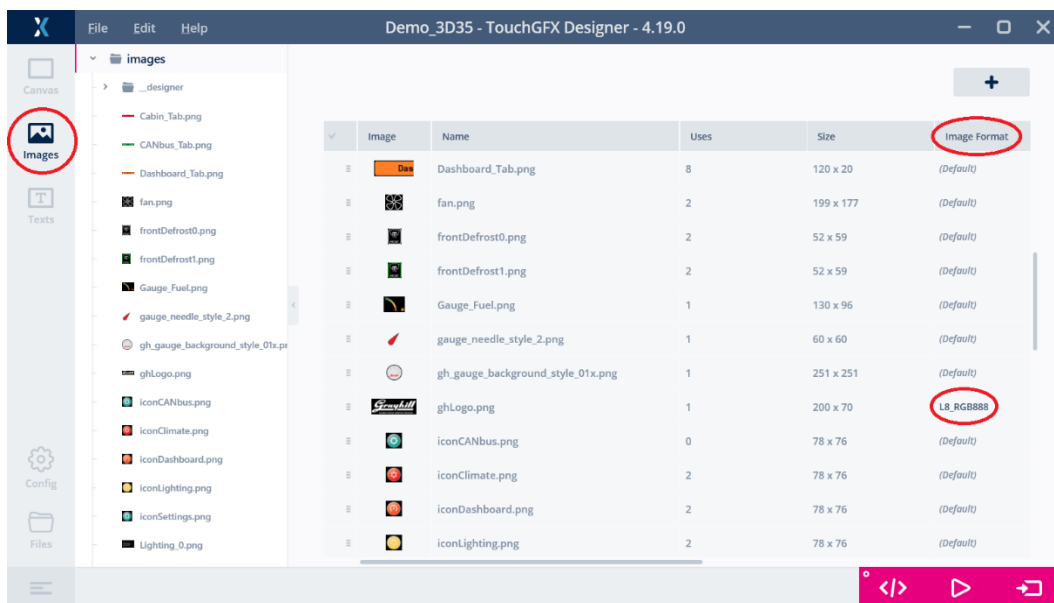 X File Edit Help Demo_3D35 - TouchGFX Designer - 4.19.0
Canvas
Images
Texts
Config
Files
images
__designer
Cabin_Tab.png
CANbus_Tab.png
Dashboard_Tab.png
fan.png
frontDefrost0.png
frontDefrost1.png
Gauge_Fuel.png
gauge_needle_style_2.png
gh_gauge_background_style_01x.pn
ghLogo.png
iconCANbus.png
iconClimate.png
iconDashboard.png
iconLighting.png
iconSettings.png
Lighting_0.png
Image Name Uses Size Image Format
Das Dashboard_Tab.png 8 120 x 20 (Default)
fan.png 2 199 x 177 (Default)
frontDefrost0.png 2 52 x 59 (Default)
frontDefrost1.png 2 52 x 59 (Default)
Gauge_Fuel.png 1 130 x 96 (Default)
gauge_needle_style_2.png 1 60 x 60 (Default)
gh_gauge_background_style_01x.png 1 251 x 251 (Default)
Grayhill ghLogo.png 1 200 x 70 L8_RGB888
iconCANbus.png 0 78 x 76 (Default)
iconClimate.png 2 78 x 76 (Default)
iconDashboard.png 2 78 x 76 (Default)
iconLighting.png 2 78 x 76 (Default)